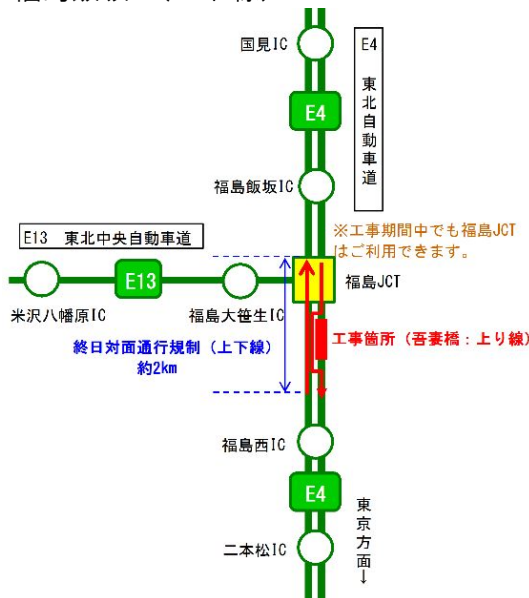 国見IC
E4
東北自動車道
E4
福島飯坂IC
※工事期間中でも福島JCT
はご利用できます。
E13 東北中央自動車道
E13
福島JCT
米沢八幡原IC
福島大笹生IC
終日対面通行規制（上下線）
約2km
工事箇所（吾妻橋：上り線）
福島西IC
E4
東京方面→
二本松IC